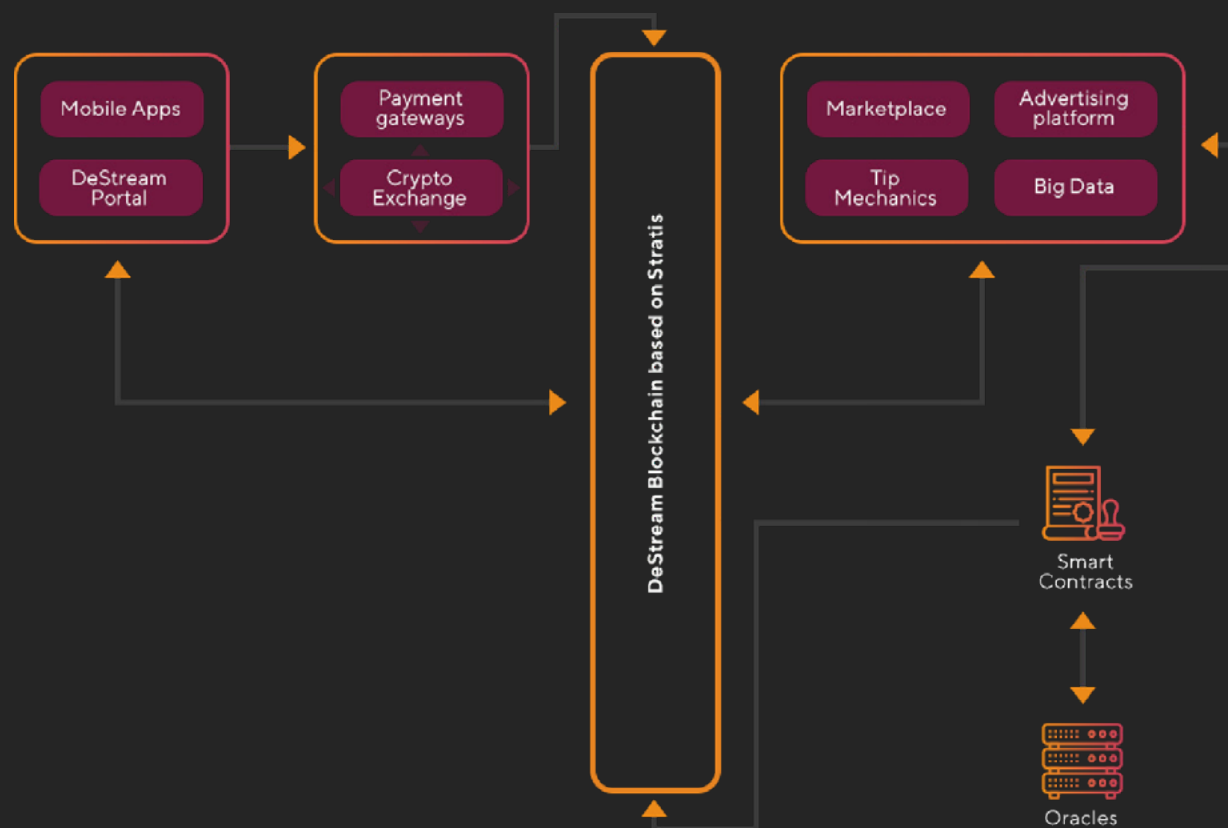 Mobile Apps
DeStream
Portal
Payment
gateways
Crypto
Exchange
DeStream Blockchain based on Stratis
Marketplace
Advertising
platform
Tip
Mechanics
Big Data
Smart
Contracts
Oracles